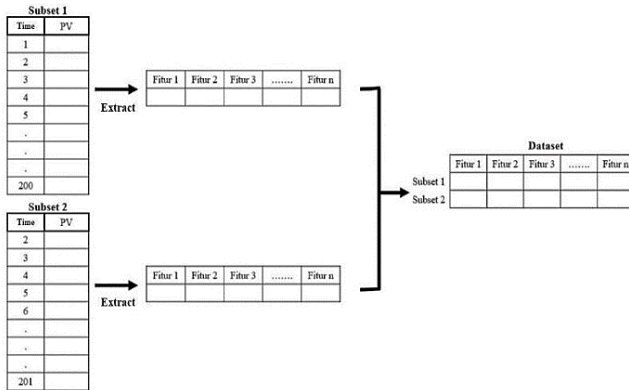 Subset 1
Time PV
1
2
3
4
5
.
.
.
200
Extract
Fitur 1 Fitur 2 Fitur 3 ....... Fitur n
Subset 2
Time PV
2
3
4
5
6
.
.
.
201
Extract
Fitur 1 Fitur 2 Fitur 3 ....... Fitur n
Dataset
Fitur 1 Fitur 2 Fitur 3 ....... Fitur n
Subset 1
Subset 2